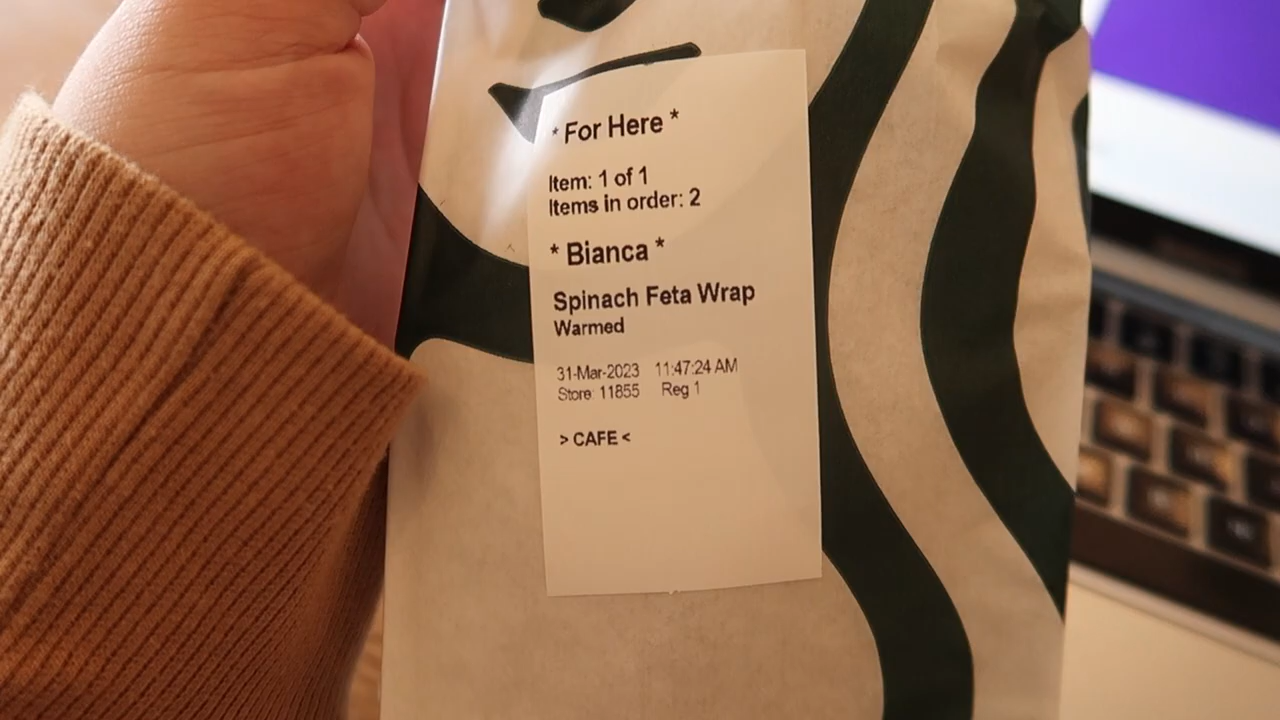 * For Here *
Item: 1 of 1
Items in order: 2
* Bianca *
Spinach Feta Wrap
Warmed
31-Mar-2023 11:47:24 AM
Store: 11855 Reg 1
> CAFE <